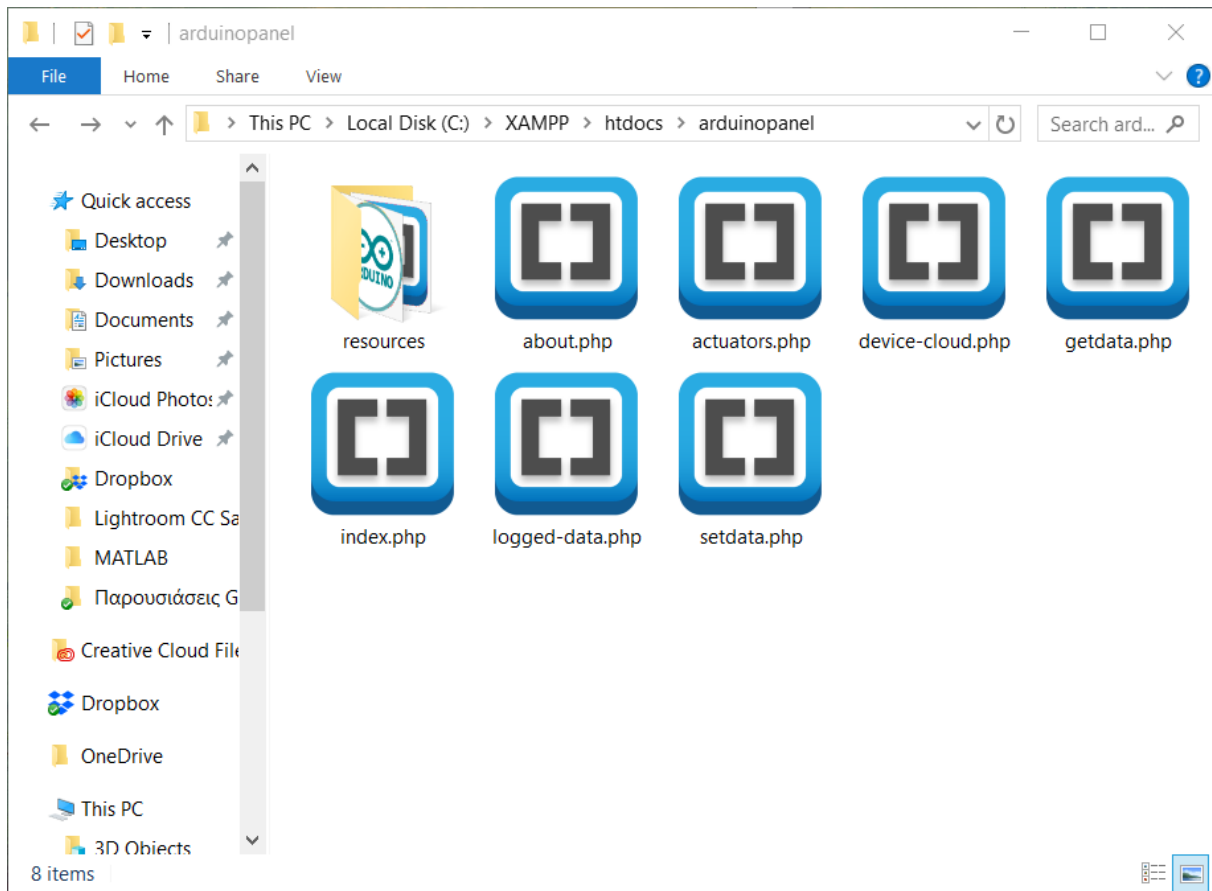 arduinopanel
File Home Share View
This PC > Local Disk (C:) > XAMPP > htdocs > arduinopanel
Search ard...
Quick access
Desktop
Downloads
Documents
Pictures
iCloud Photos
iCloud Drive
Dropbox
Lightroom CC Sa
MATLAB
Παρουσιάσεις G
Creative Cloud File
Dropbox
OneDrive
This PC
3D Objects
resources about.php actuators.php device-cloud.php getdata.php
index.php logged-data.php setdata.php
8 items